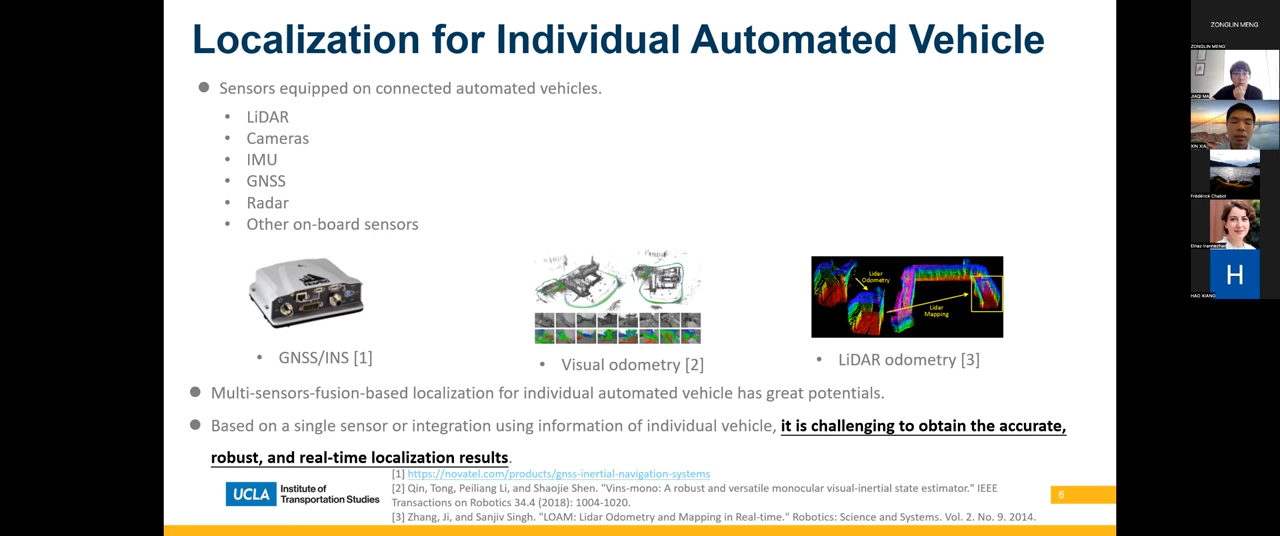 Localization for Individual Automated Vehicle
Sensors equipped on connected automated vehicles.
LiDAR
Cameras
IMU
GNSS
Radar
Other on-board sensors
Lidar
Odometry
Lidar
Mapping
GNSS/INS [1]
Visual odometry [2]
LiDAR odometry [3]
Multi-sensors-fusion-based localization for individual automated vehicle has great potentials.
Based on a single sensor or integration using information of individual vehicle, it is challenging to obtain the accurate,
robust, and real-time localization results.
[1] https://novatel.com/products/gnss-inertial-navigation-systems
[2] Qin, Tong, Peiliang Li, and Shaojie Shen. "Vins-mono: A robust and versatile monocular visual-inertial state estimator." IEEE
Transactions on Robotics 34.4 (2018): 1004-1020.
[3] Zhang, Ji, and Sanjiv Singh. "LOAM: Lidar Odometry and Mapping in Real-time." Robotics: Science and Systems. Vol. 2. No. 9. 2014.
UCLA
Institute of
Transportation Studies
6
ZONGLIN MENG
ZONGLIN MENG
JIAQI MA
XIN XIA
Frédérick Chabot
Elnaz Irannezhad
H
HAO XIANG